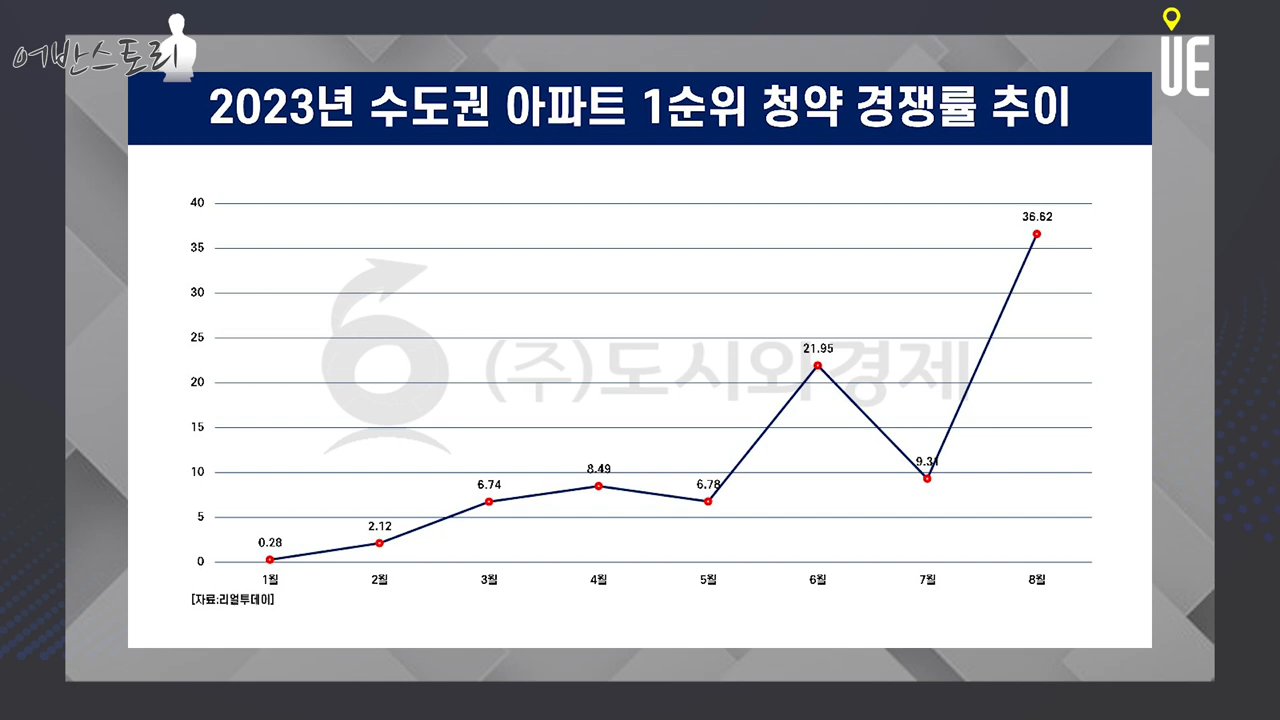 어반스토리
UE
2023년 수도권 아파트 1순위 청약 경쟁률 추이
40
35
30
25
20
15
10
5
0
36.62
21.95
9.31
8.49
6.74
6.78
2.12
0.28
(주)도시와경제
1월 2월 3월 4월 5월 6월 7월 8월
[자료:리얼투데이]